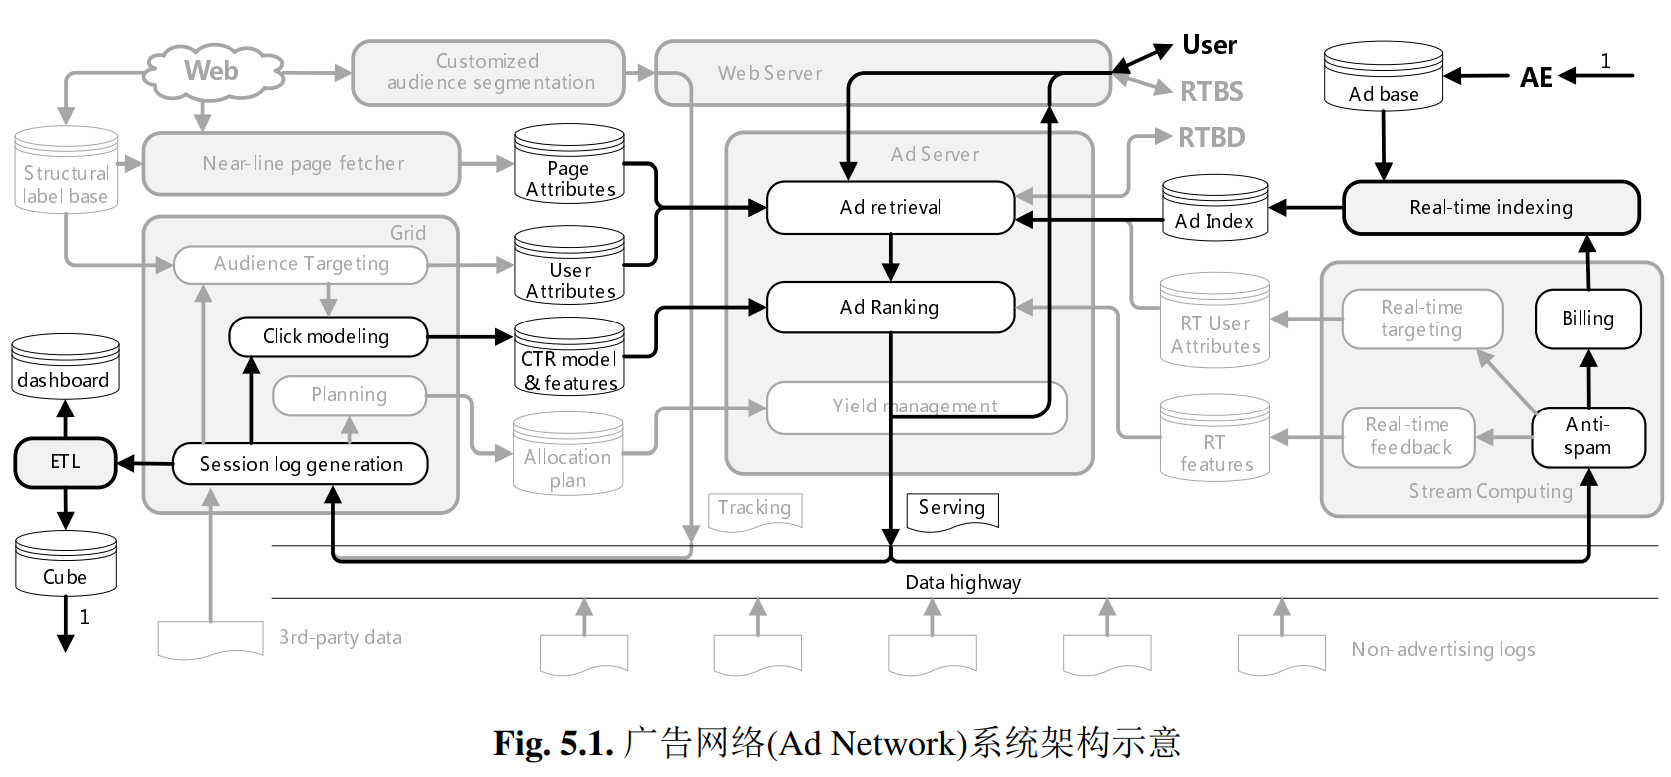 Web
Customized
audience segmentation
Web Server
User
RTBS
RTBD
Ad base
AE
1
Structural
label base
Near-line page fetcher
Page
Attributes
Ad Server
Ad retrieval
Ad Index
Real-time indexing
Grid
Audience Targeting
User
Attributes
Ad Ranking
RT User
Attributes
Real-time
targeting
Billing
Click modeling
CTR model
& features
dashboard
Planning
Yield management
Allocation
plan
RT
features
Real-time
feedback
Anti-
spam
Stream Computing
ETL
Session log generation
Tracking
Serving
Cube
1
Data highway
3rd-party data
Non-advertising logs
Fig. 5.1. 广告网络(Ad Network)系统架构示意